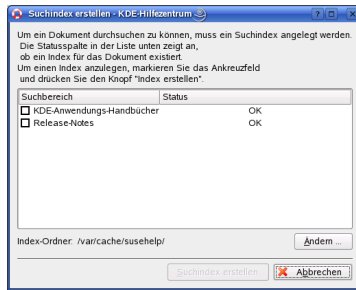 Suchindex erstellen - KDE-Hilfezentrum
Um ein Dokument durchsuchen zu können, muss ein Suchindex angelegt werden.
Die Statusspalte in der Liste unten zeigt an,
ob ein Index für das Dokument existiert.
Um einen Index anzulegen, markieren Sie das Ankreuzfeld
und drücken Sie den Knopf "Index erstellen".
Suchbereich Status
KDE-Anwendungs-Handbücher OK
Release-Notes OK
Index-Ordner: /var/cache/susehelp/ Ändern ...
Suchindex erstellen Abbrechen